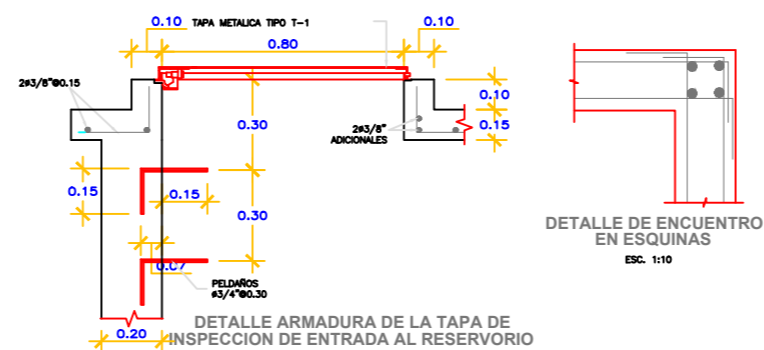 0.10 TAPA METALICA TIPO T-1 0.10
0.80
2ø3/8"@0.15
0.30
0.10
2ø3/8"
ADICIONALES
0.15
0.15
0.15
0.30
0.07
PELDAÑOS
ø3/4"@0.30
0.20
DETALLE ARMADURA DE LA TAPA DE
INSPECCION DE ENTRADA AL RESERVORIO
DETALLE DE ENCUENTRO
EN ESQUINAS
ESC. 1:10